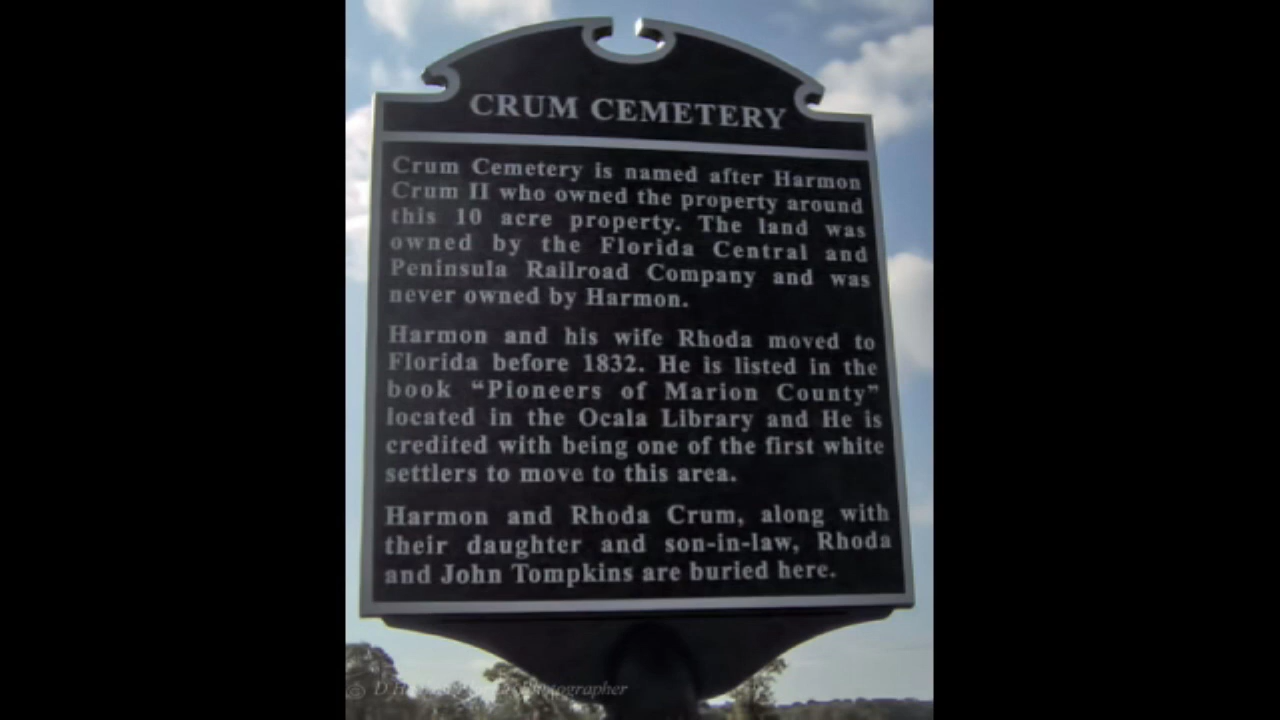 CRUM CEMETERY
Crum Cemetery is named after Harmon
Crum II who owned the property around
this 10 acre property. The land was
owned by the Florida Central and
Peninsula Railroad Company and was
never owned by Harmon.
Harmon and his wife Rhoda moved to
Florida before 1832. He is listed in the
book “Pioneers of Marion County”
located in the Ocala Library and He is
credited with being one of the first white
settlers to move to this area.
Harmon and Rhoda Crum, along with
their daughter and son-in-law, Rhoda
and John Tompkins are buried here.
© D